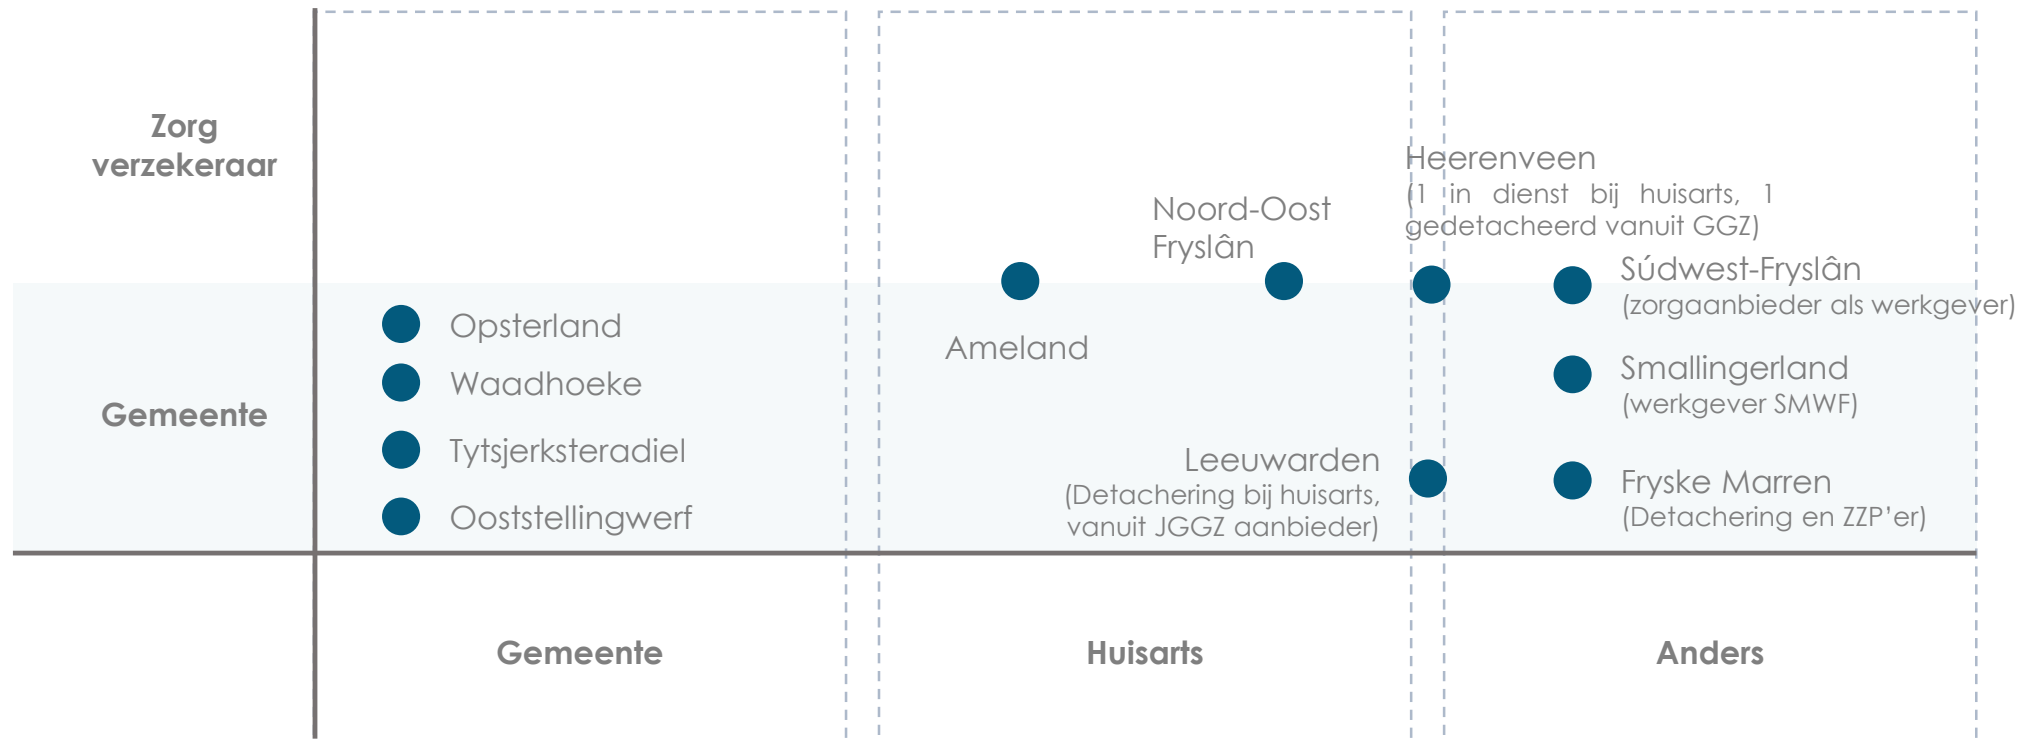 Zorg
verzekeraar
Heerenveen
(1 in dienst bij huisarts, 1
gedetacheerd vanuit GGZ)
Noord-Oost
Fryslân
Súdwest-Fryslân
(zorgaanbieder als werkgever)
Opsterland
Ameland
Waadhoeke
Smallingerland
(werkgever SMWF)
Gemeente
Tytsjerksteradiel
Leeuwarden
(Detachering bij huisarts,
vanuit JGGZ aanbieder)
Fryske Marren
(Detachering en ZZP’er)
Ooststellingwerf
Gemeente
Huisarts
Anders